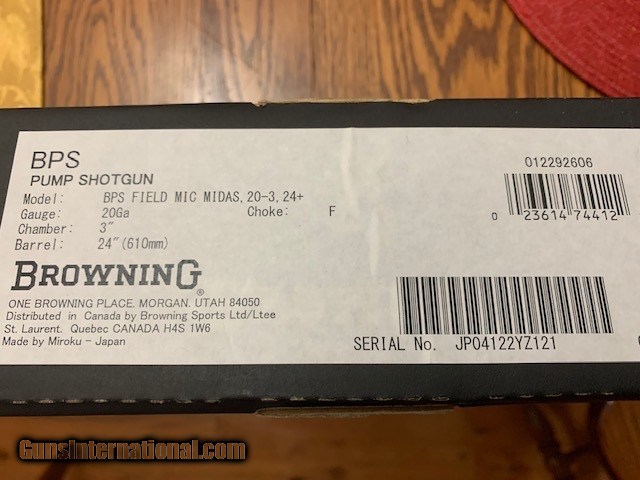 BPS
PUMP SHOTGUN
Model: BPS FIELD MIC MIDAS, 20-3, 24+
Gauge: 20Ga Choke: F
Chamber: 3"
Barrel: 24"(610mm)
BROWNING®
ONE BROWNING PLACE. MORGAN. UTAH 84050
Distributed in Canada by Browning Sports Ltd/Ltee
St. Laurent. Quebec CANADA H4S 1W6
Made by Miroku - Japan
012292606
0 23614 74412
SERIAL No. JP04122YZ121
GunsInternational.com